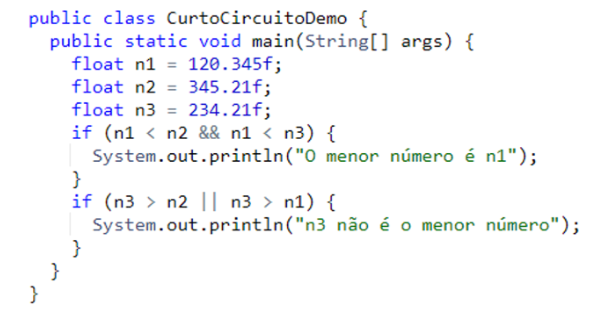 public class CurtoCircuitoDemo {
  public static void main(String[] args) {
    float n1 = 120.345f;
    float n2 = 345.21f;
    float n3 = 234.21f;
    if (n1 < n2 && n1 < n3) {
      System.out.println("O menor número é n1");
    }
    if (n3 > n2 || n3 > n1) {
      System.out.println("n3 não é o menor número");
    }
  }
}